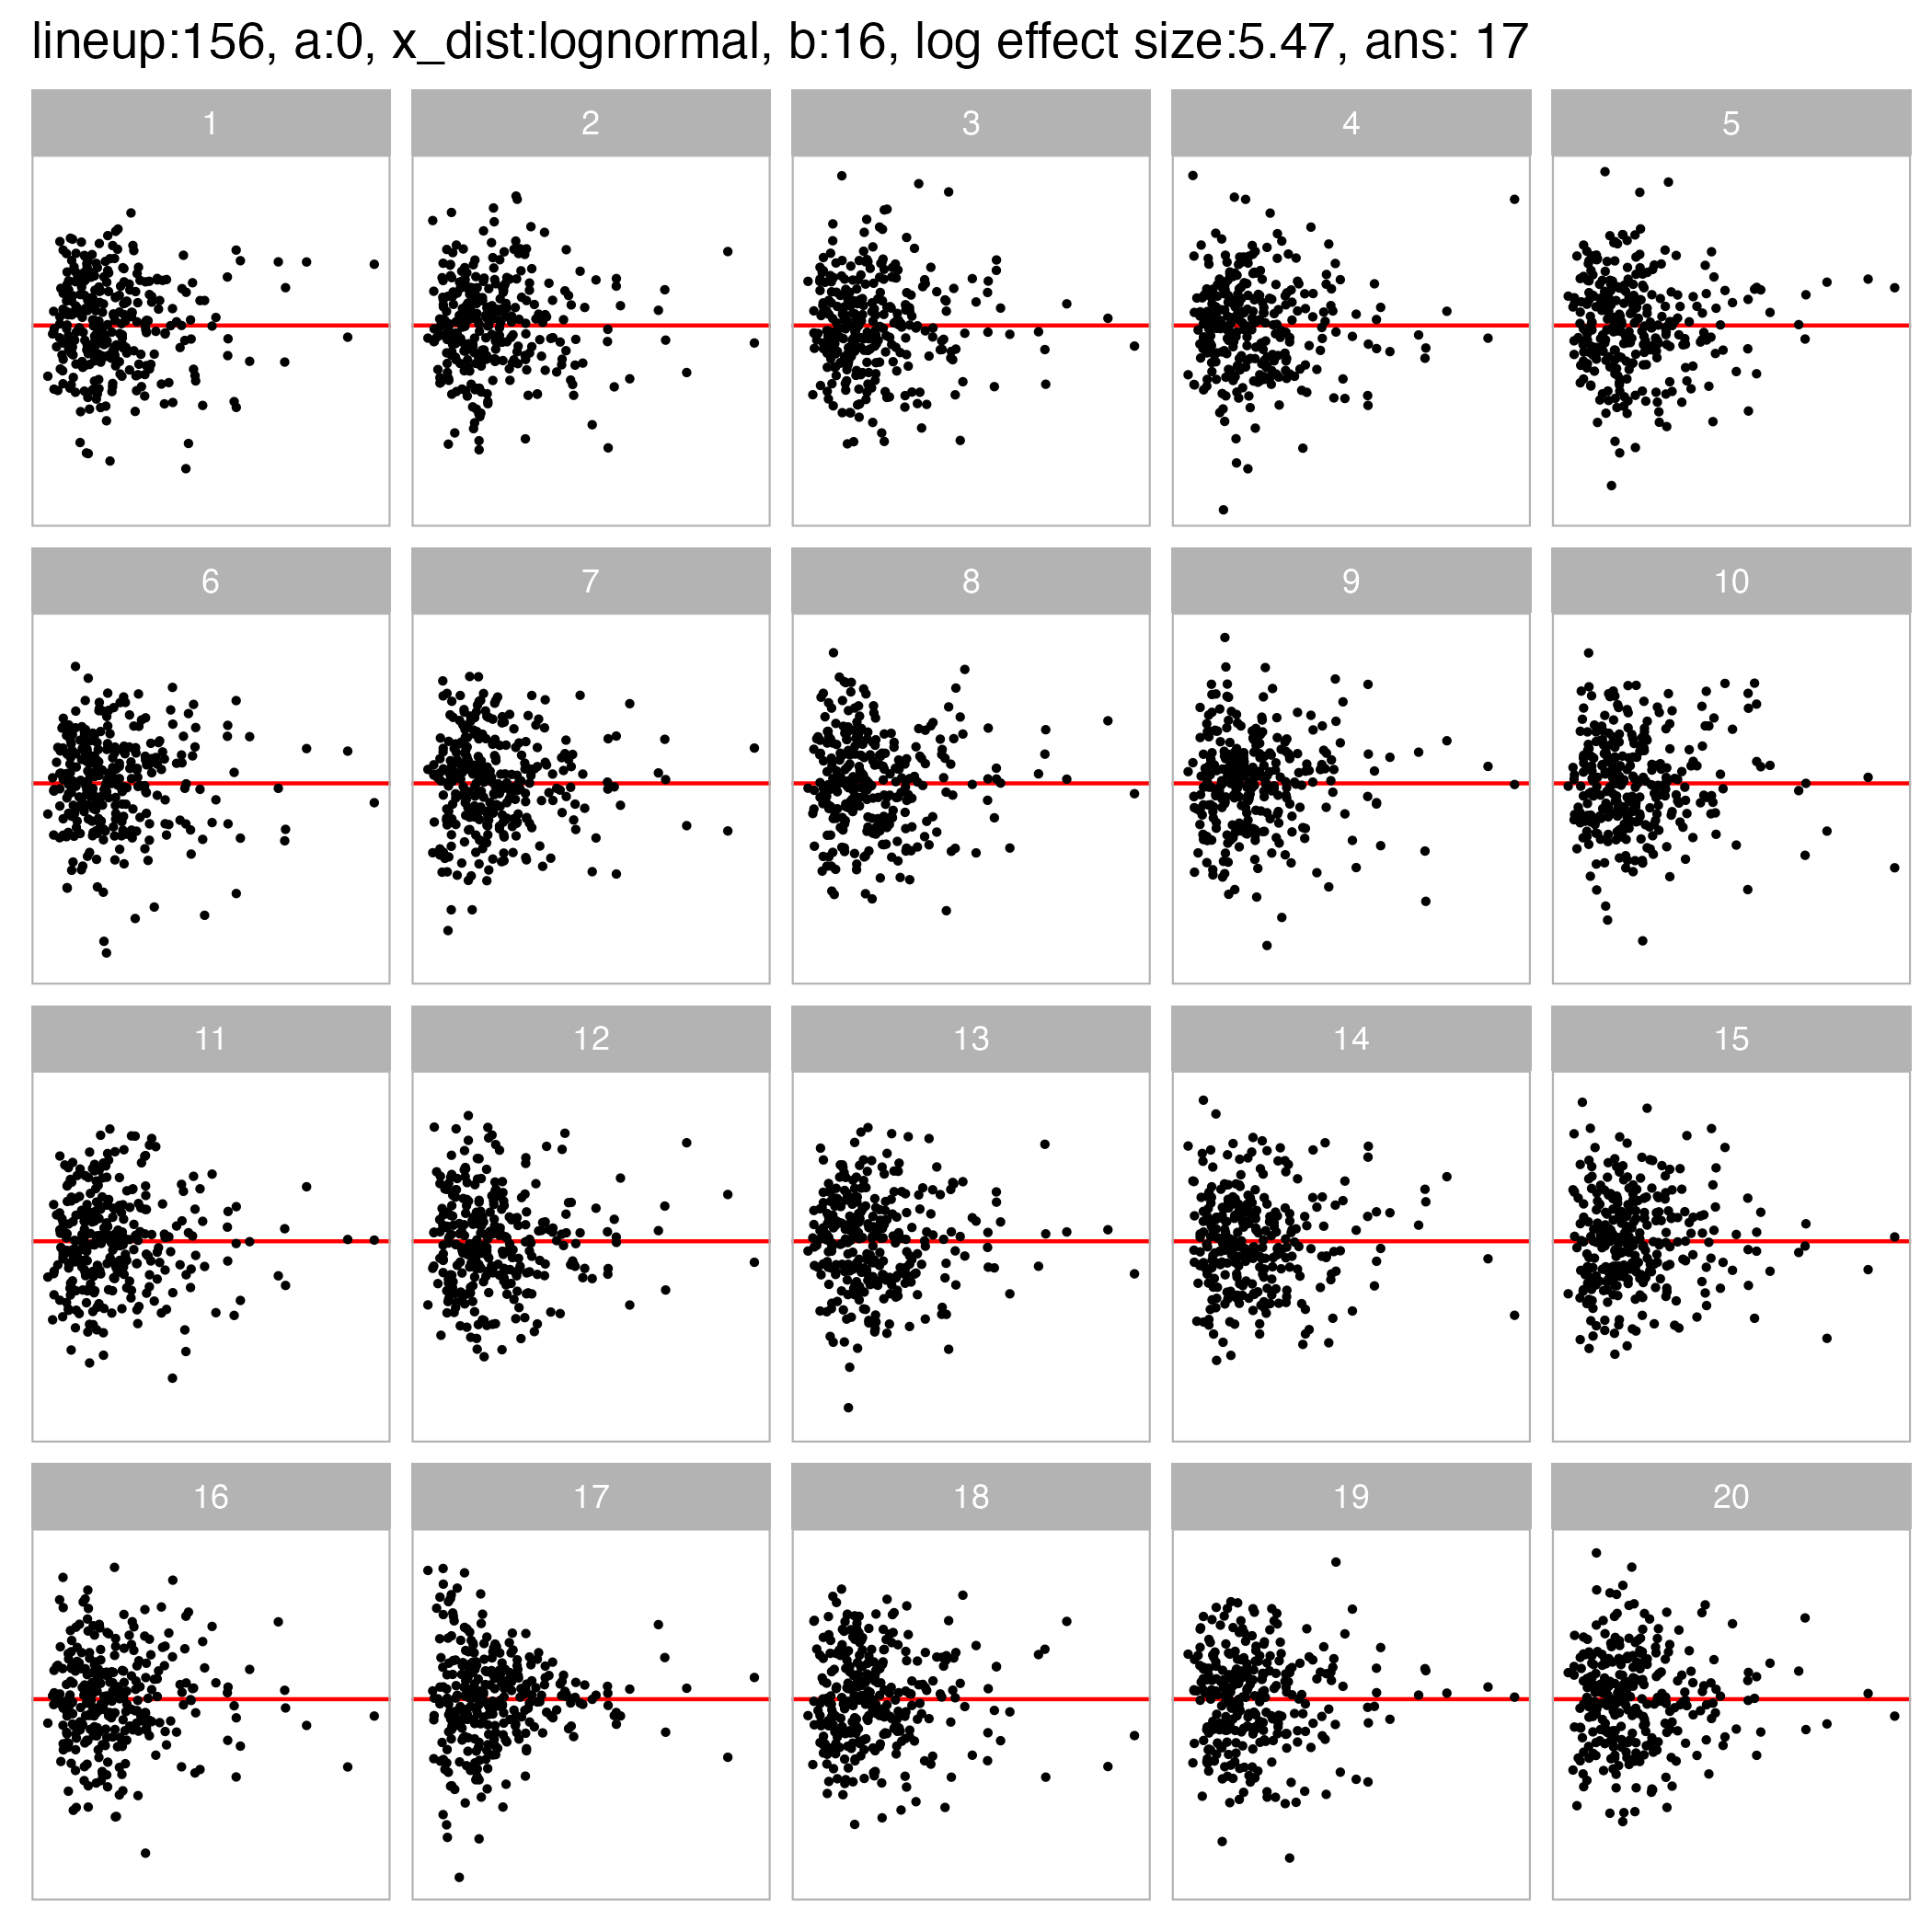 lineup:156, a:0, x_dist:lognormal, b:16, log effect size:5.47, ans: 17
1 2 3 4 5
6 7 8 9 10
11 12 13 14 15
16 17 18 19 20